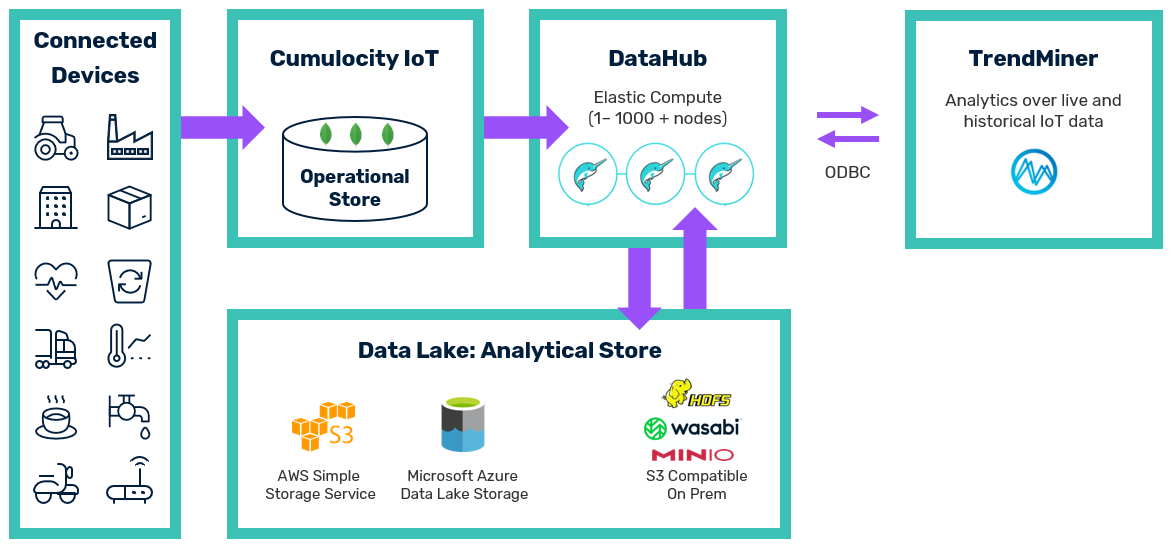 Connected
Devices
Cumulocity IoT
Operational
Store
DataHub
Elastic Compute
(1– 1000 + nodes)
ODBC
TrendMiner
Analytics over live and
historical IoT data
Data Lake: Analytical Store
S3
AWS Simple
Storage Service
Microsoft Azure
Data Lake Storage
HDFS
wasabi
MINIO
S3 Compatible
On Prem